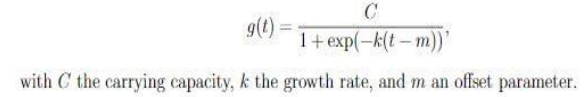 g(t) = C / 1 + exp(−k(t − m)),
with C the carrying capacity, k the growth rate, and m an offset parameter.